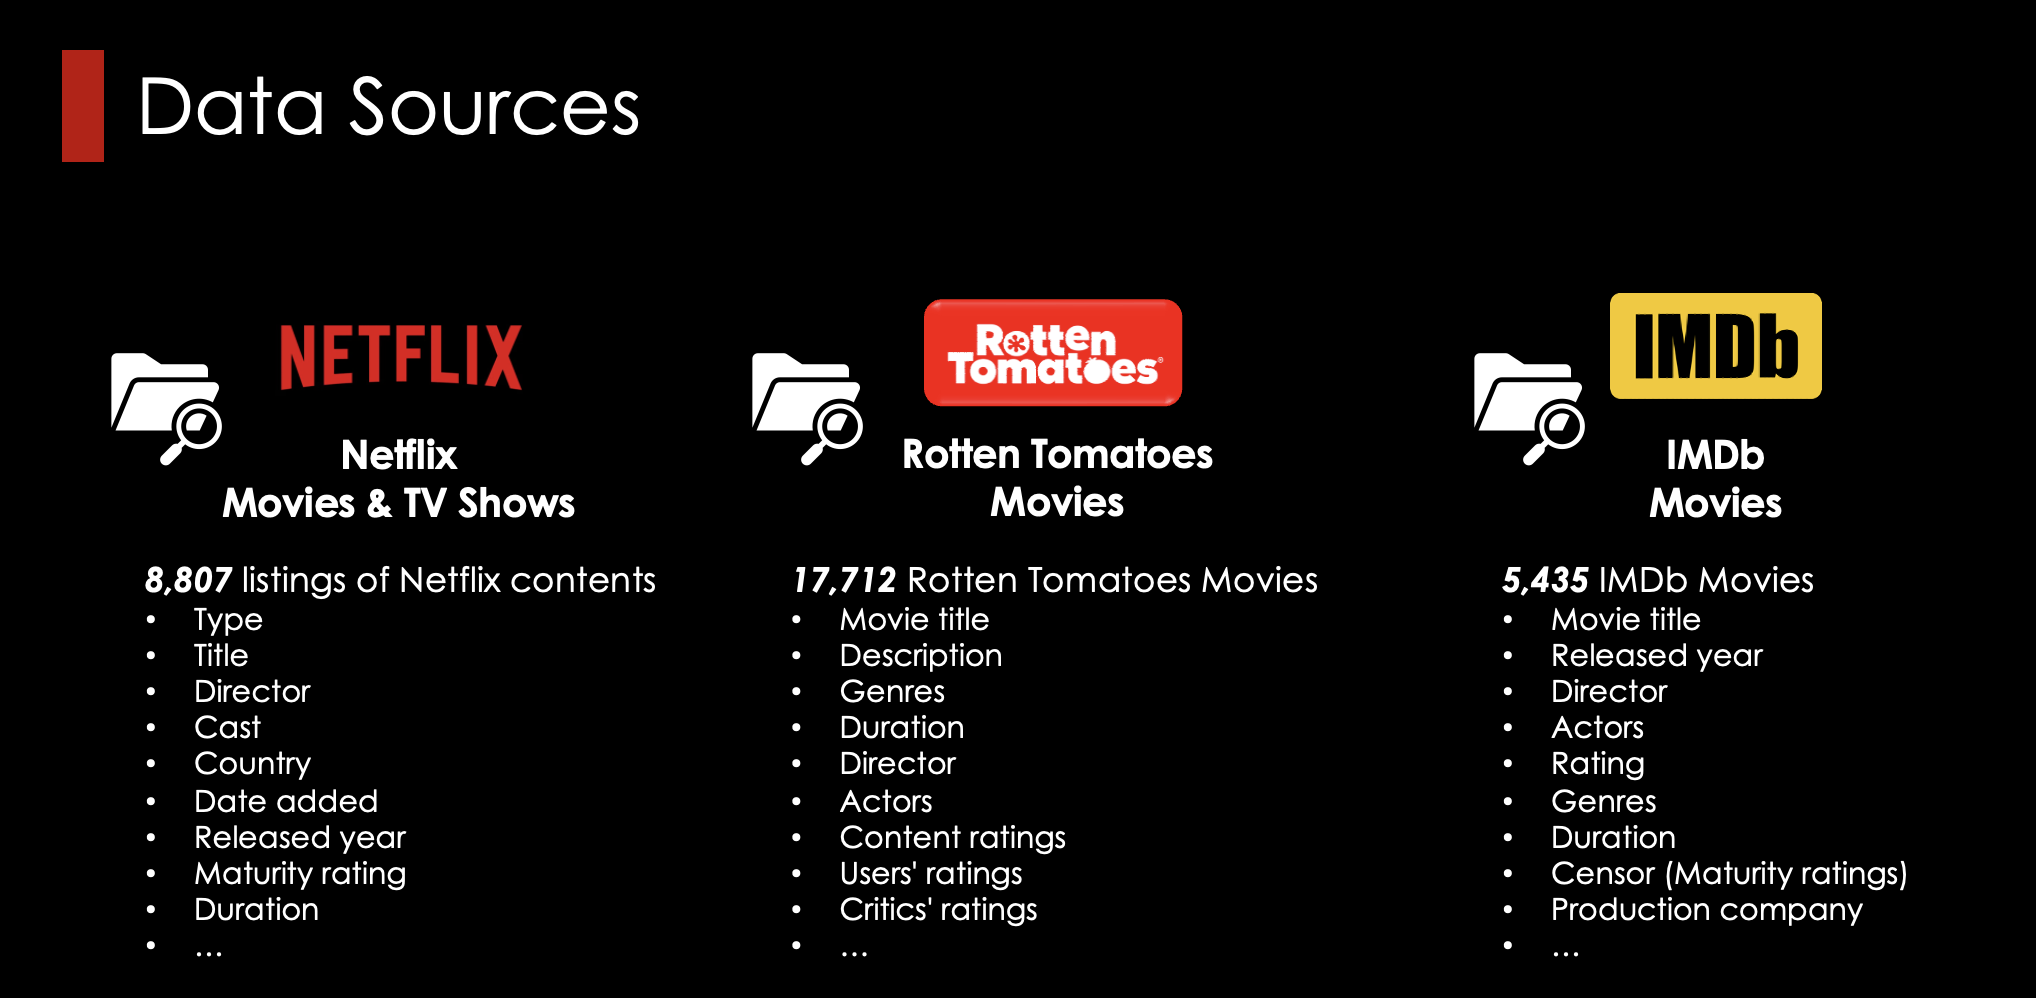 Data Sources
NETFLIX
Netflix
Movies & TV Shows
8,807 listings of Netflix contents
• Type
• Title
• Director
• Cast
• Country
• Date added
• Released year
• Maturity rating
• Duration
• ...
Rotten
Tomatoes®
Rotten Tomatoes
Movies
17,712 Rotten Tomatoes Movies
• Movie title
• Description
• Genres
• Duration
• Director
• Actors
• Content ratings
• Users' ratings
• Critics' ratings
• ...
IMDb
IMDb
Movies
5,435 IMDb Movies
• Movie title
• Released year
• Director
• Actors
• Rating
• Genres
• Duration
• Censor (Maturity ratings)
• Production company
• ...